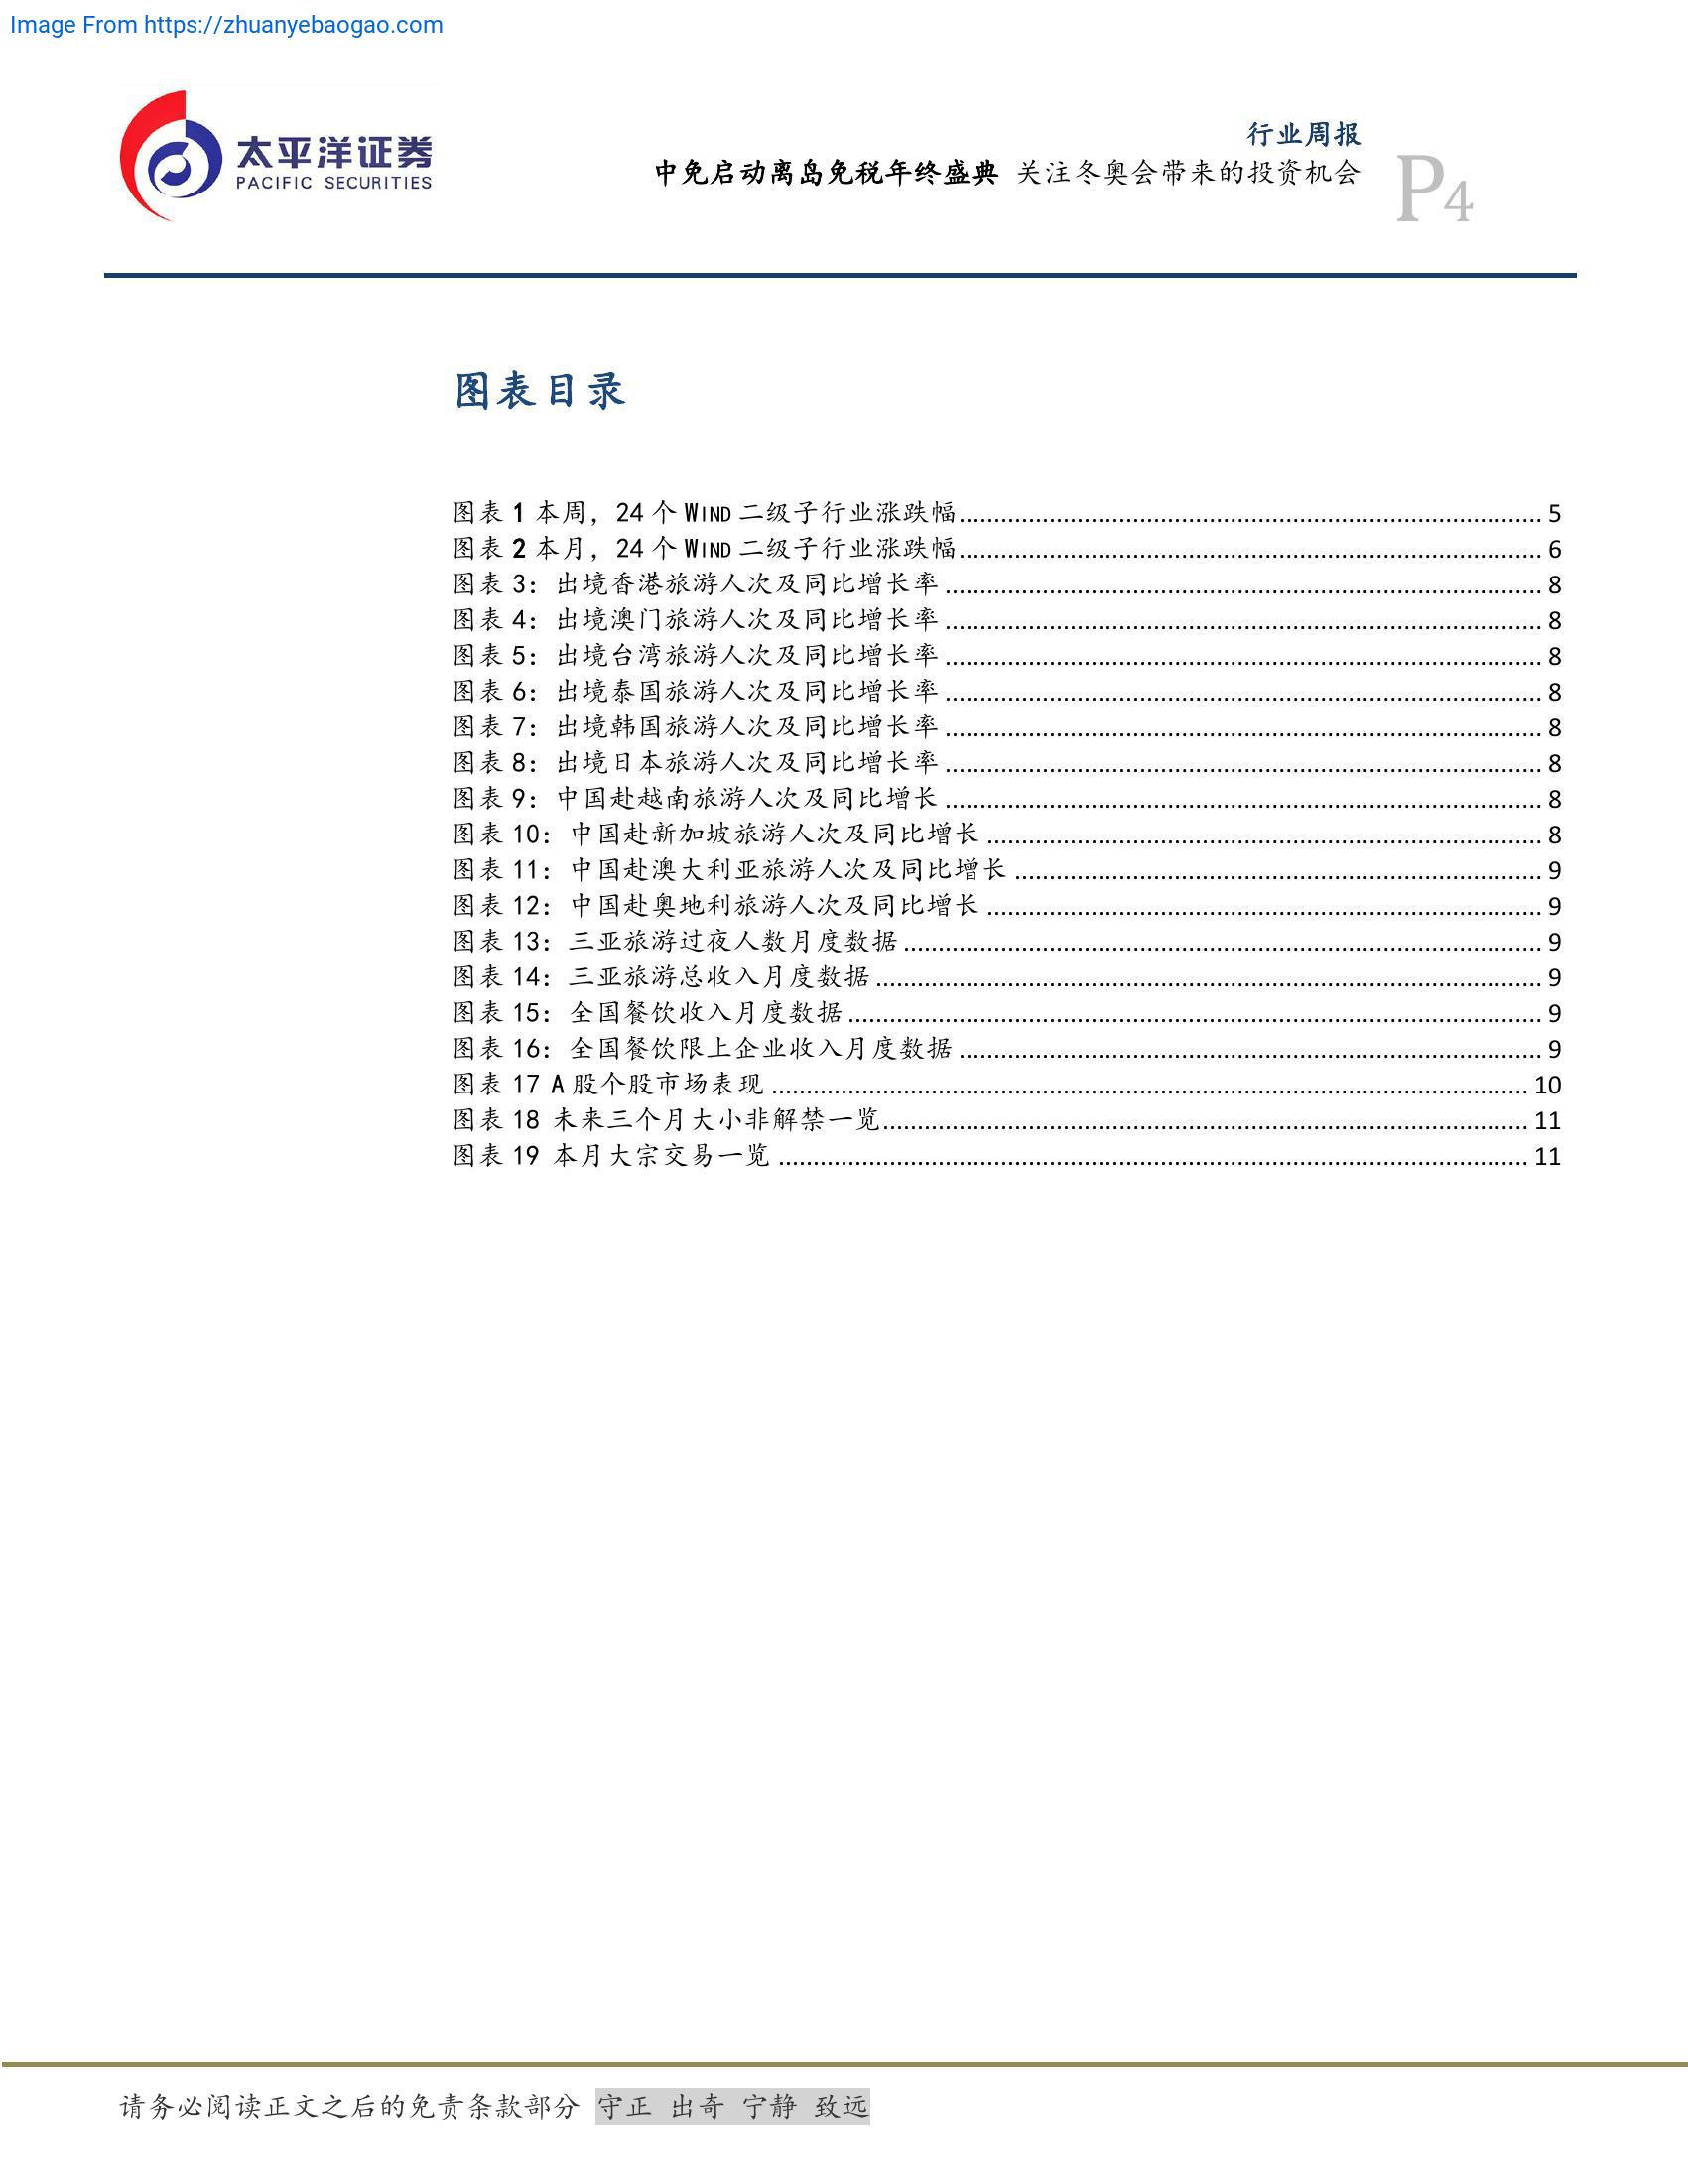 Image From https://zhuanyebaogao.com
太平洋证券
PACIFIC SECURITIES
行业周报
中免启动离岛免税年终盛典 关注冬奥会带来的投资机会
P4
图表目录
图表 1 本周，24 个 WIND 二级子行业涨跌幅 5
图表 2 本月，24 个 WIND 二级子行业涨跌幅 6
图表 3：出境香港旅游人次及同比增长率 8
图表 4：出境澳门旅游人次及同比增长率 8
图表 5：出境台湾旅游人次及同比增长率 8
图表 6：出境泰国旅游人次及同比增长率 8
图表 7：出境韩国旅游人次及同比增长率 8
图表 8：出境日本旅游人次及同比增长率 8
图表 9：中国赴越南旅游人次及同比增长 8
图表 10：中国赴新加坡旅游人次及同比增长 8
图表 11：中国赴澳大利亚旅游人次及同比增长 9
图表 12：中国赴奥地利旅游人次及同比增长 9
图表 13：三亚旅游过夜人数月度数据 9
图表 14：三亚旅游总收入月度数据 9
图表 15：全国餐饮收入月度数据 9
图表 16：全国餐饮限上企业收入月度数据 9
图表 17 A 股个股市场表现 10
图表 18 未来三个月大小非解禁一览 11
图表 19 本月大宗交易一览 11
请务必阅读正文之后的免责条款部分 守正 出奇 宁静 致远